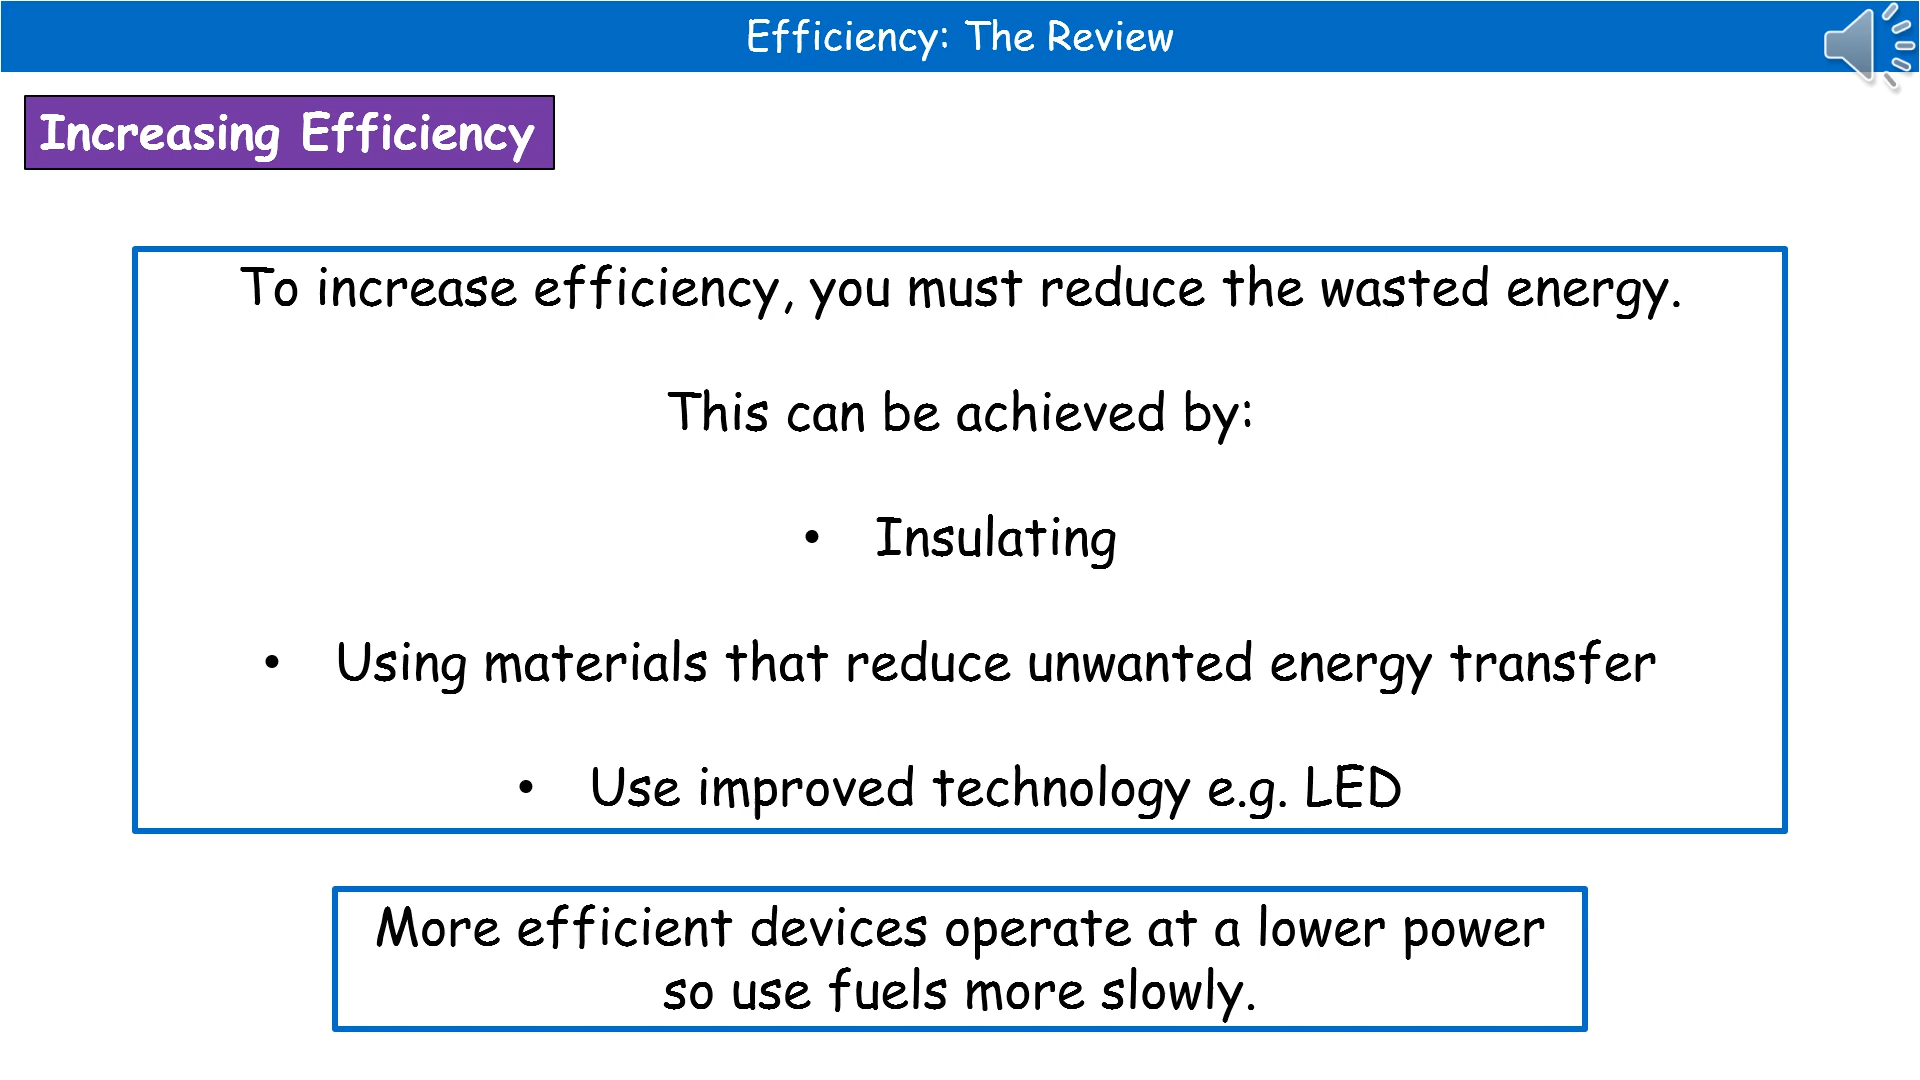 Efficiency: The Review
Increasing Efficiency
To increase efficiency, you must reduce the wasted energy.
This can be achieved by:
• Insulating
• Using materials that reduce unwanted energy transfer
• Use improved technology e.g. LED
More efficient devices operate at a lower power
so use fuels more slowly.